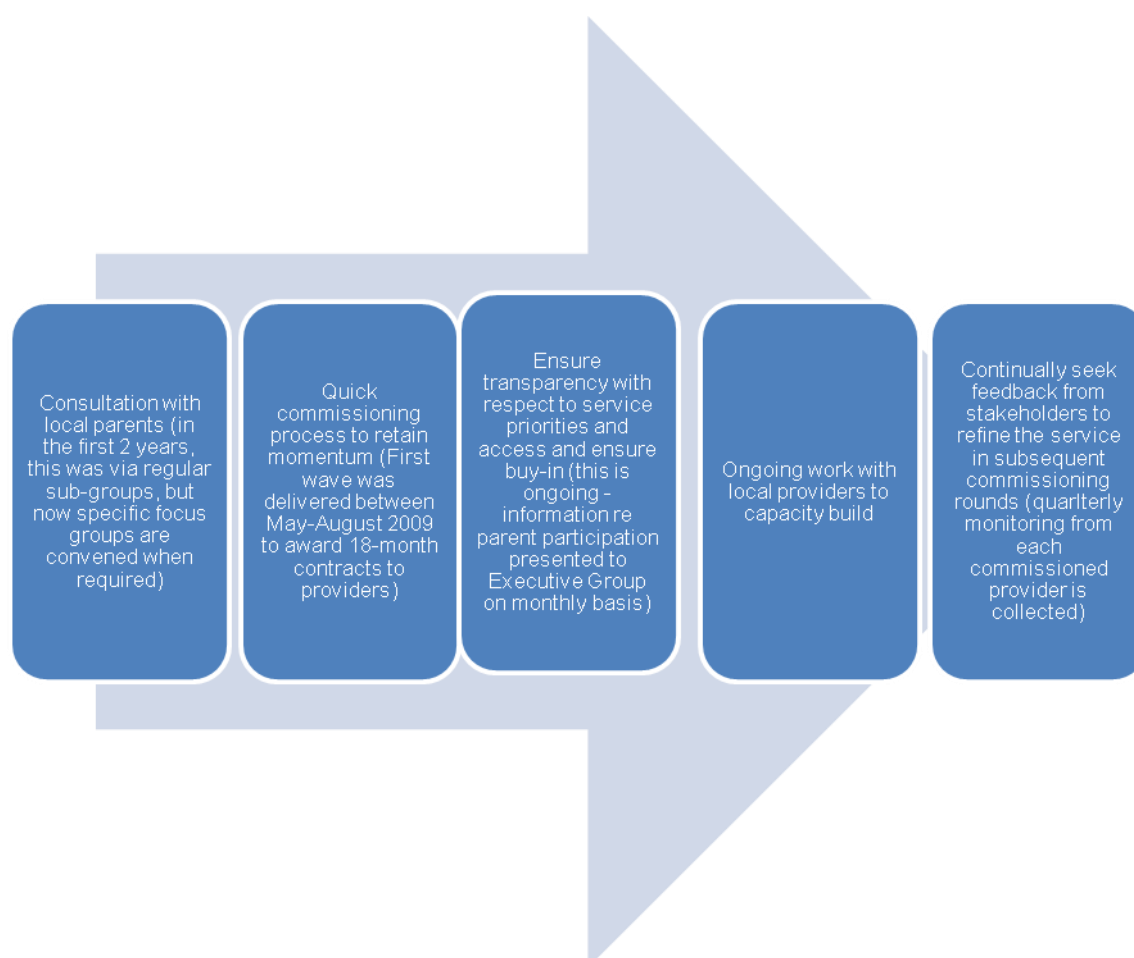 Consultation with
local parents (in
the first 2 years,
this was via regular
sub-groups, but
now specific focus
groups are
convened when
required)
Quick
commissioning
process to retain
momentum (First
wave was
delivered between
May-August 2009
to award 18-month
contracts to
providers)
Ensure
transparency with
respect to service
priorities and
access and ensure
buy-in (this is
ongoing -
information re
parent participation
presented to
Executive Group
on monthly basis)
Ongoing work with
local providers to
capacity build
Continually seek
feedback from
stakeholders to
refine the service
in subsequent
commissioning
rounds (quarlterly
monitoring from
each
commissioned
provider is
collected)